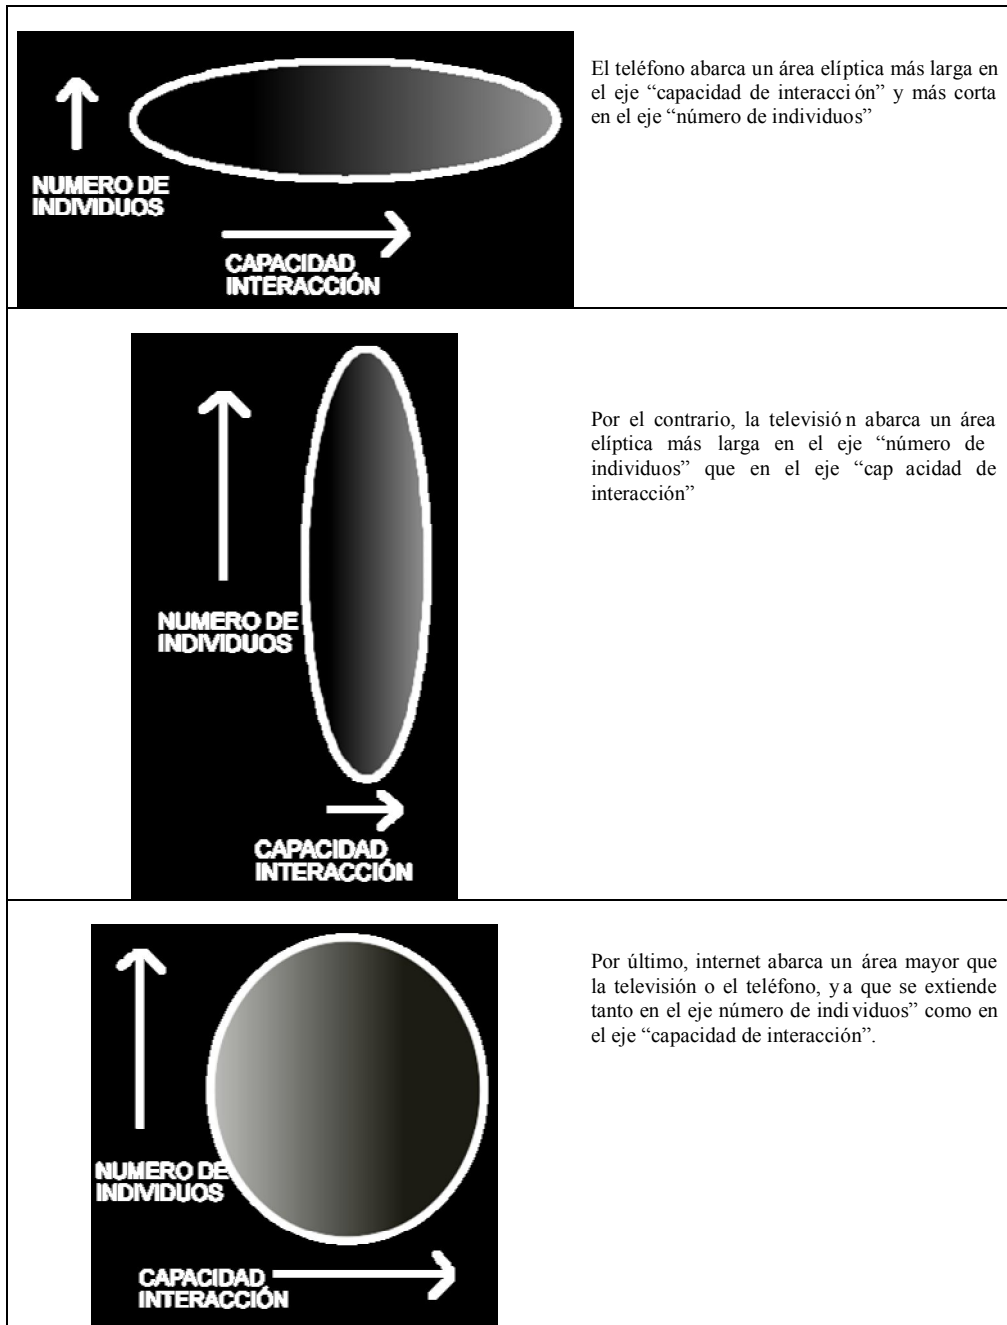 NUMERO DE
INDIVIDUOS
CAPACIDAD
INTERACCIÓN
El teléfono abarca un área elíptica más larga en
el eje “capacidad de interacci ón” y más corta
en el eje “número de individuos”
NUMERO DE
INDIVIDUOS
CAPACIDAD
INTERACCIÓN
Por el contrario, la televisió n abarca un área
elíptica más larga en el eje “número de
individuos” que en el eje “cap acidad de
interacción”
NUMERO DE
INDIVIDUOS
CAPACIDAD
INTERACCIÓN
Por último, internet abarca un área mayor que
la televisión o el teléfono, ya que se extiende
tanto en el eje número de indi viduos” como en
el eje “capacidad de interacción”.